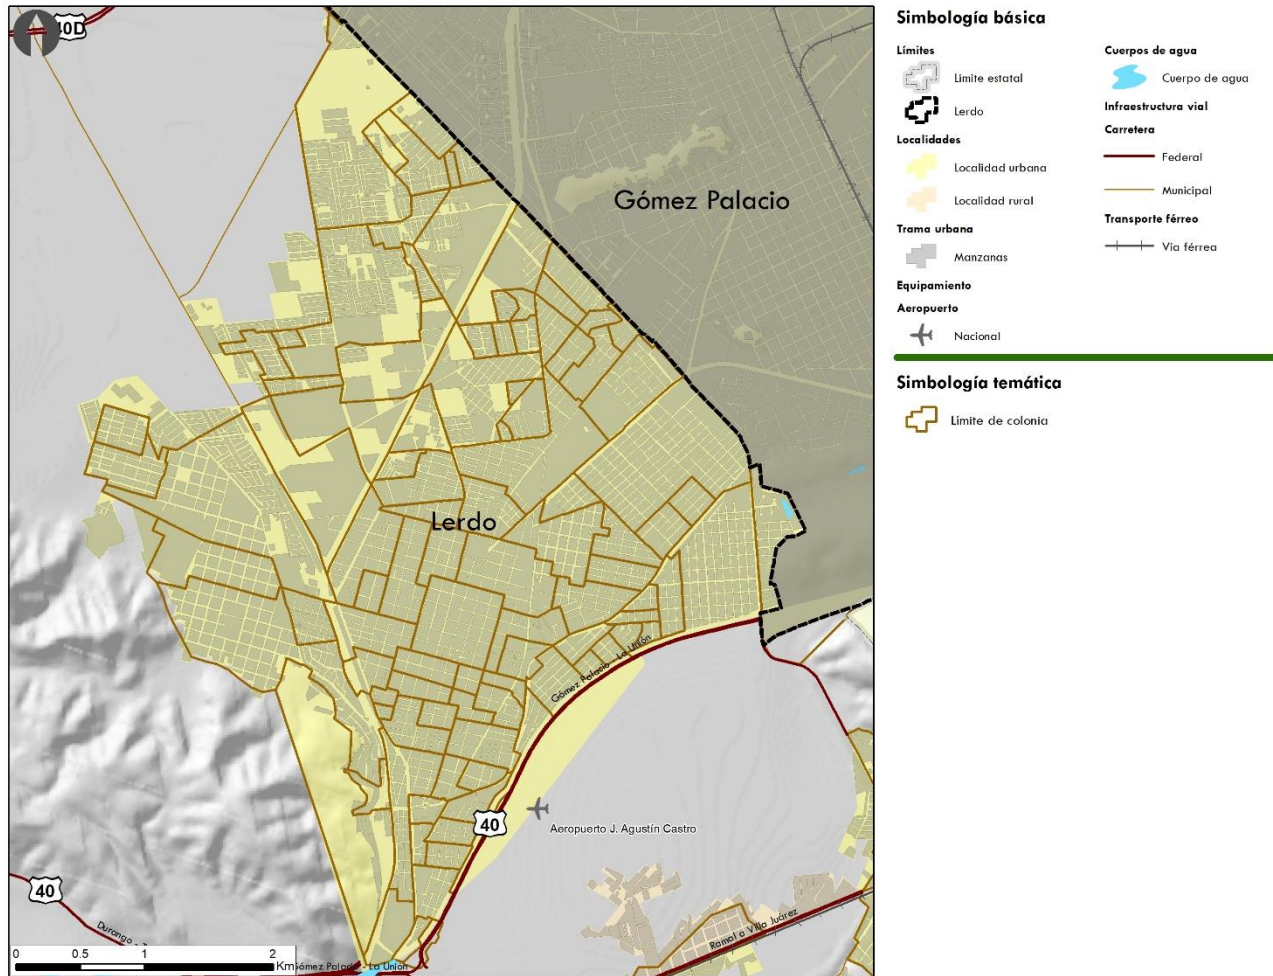 40D
Gómez Palacio
Lerdo
Gómez Palacio - La Unión
40
Aeropuerto J. Agustín Castro
40
Durango -
Ramal a Villa Juárez
0 0.5 1 2
Km
Gómez Palacio - La Unión
Simbología básica
Límites
Límite estatal
Lerdo
Localidades
Localidad urbana
Localidad rural
Trama urbana
Manzanas
Equipamiento
Aeropuerto
Nacional
Cuerpos de agua
Cuerpo de agua
Infraestructura vial
Carretera
Federal
Municipal
Transporte férreo
Vía férrea
Simbología temática
Límite de colonia